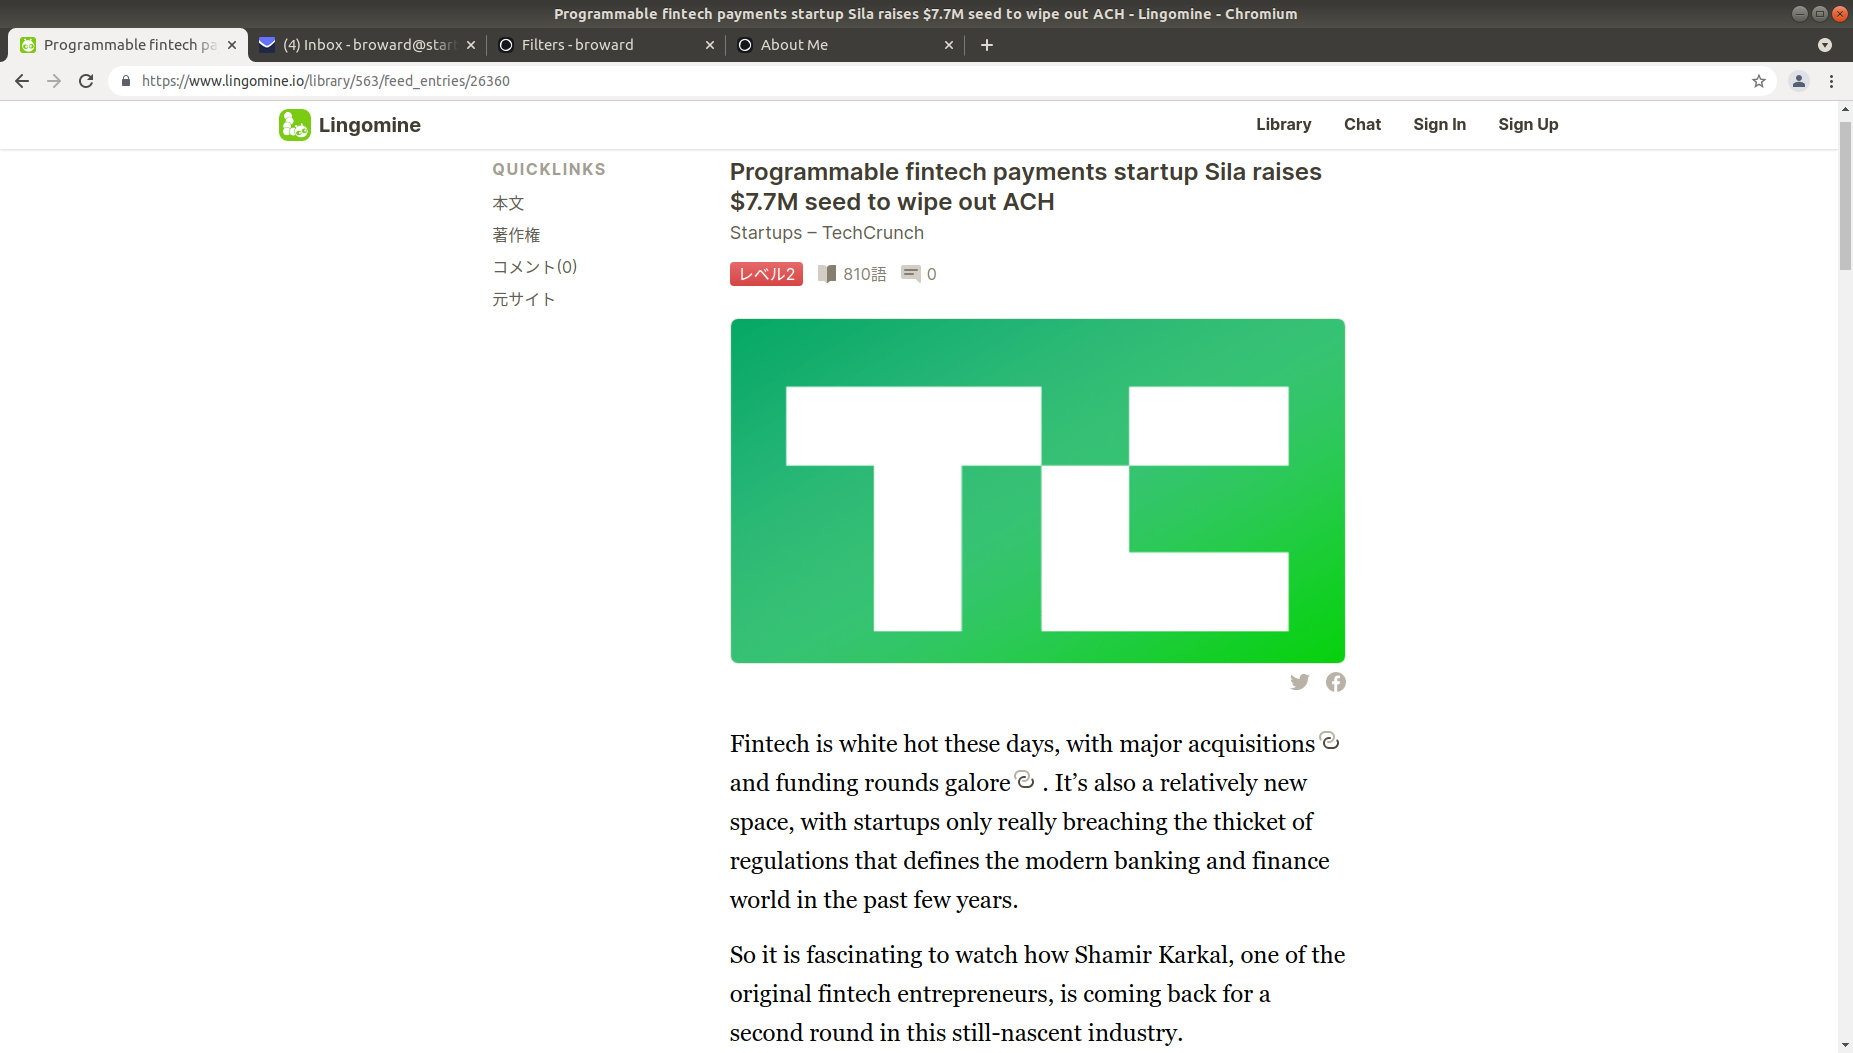 Programmable fintech payments startup Sila raises $7.7M seed to wipe out ACH - Lingomine - Chromium
Programmable fintech pa
(4) Inbox - broward@start
Filters - broward
About Me
https://www.lingomine.io/library/563/feed_entries/26360
Lingomine
Library
Chat
Sign In
Sign Up
QUICKLINKS
本文
著作権
コメント(0)
元サイト
Programmable fintech payments startup Sila raises
$7.7M seed to wipe out ACH
Startups – TechCrunch
レベル2 810語 0
TC
Fintech is white hot these days, with major acquisitions
and funding rounds galore . It’s also a relatively new
space, with startups only really breaching the thicket of
regulations that defines the modern banking and finance
world in the past few years.
So it is fascinating to watch how Shamir Karkal, one of the
original fintech entrepreneurs, is coming back for a
second round in this still-nascent industry.